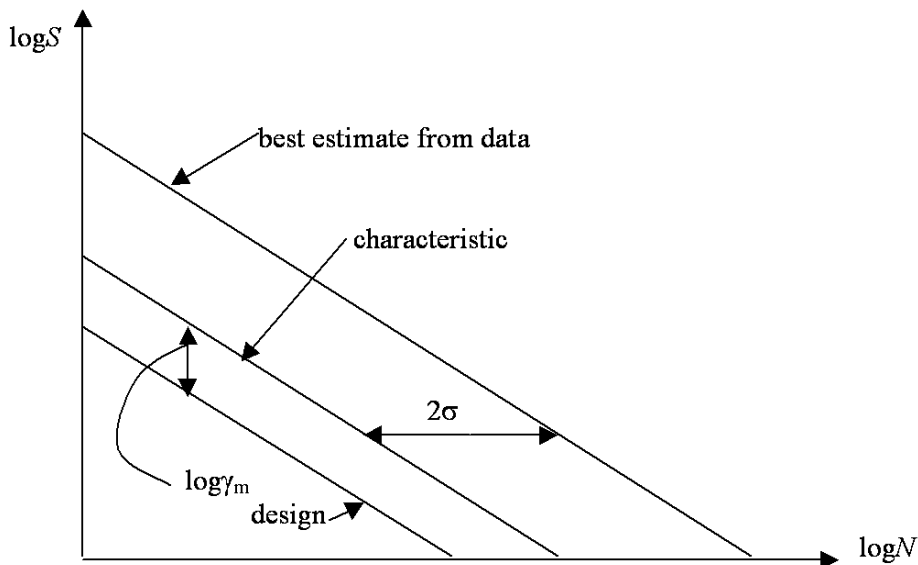 logS
best estimate from data
characteristic
2σ
logγm
design
logN